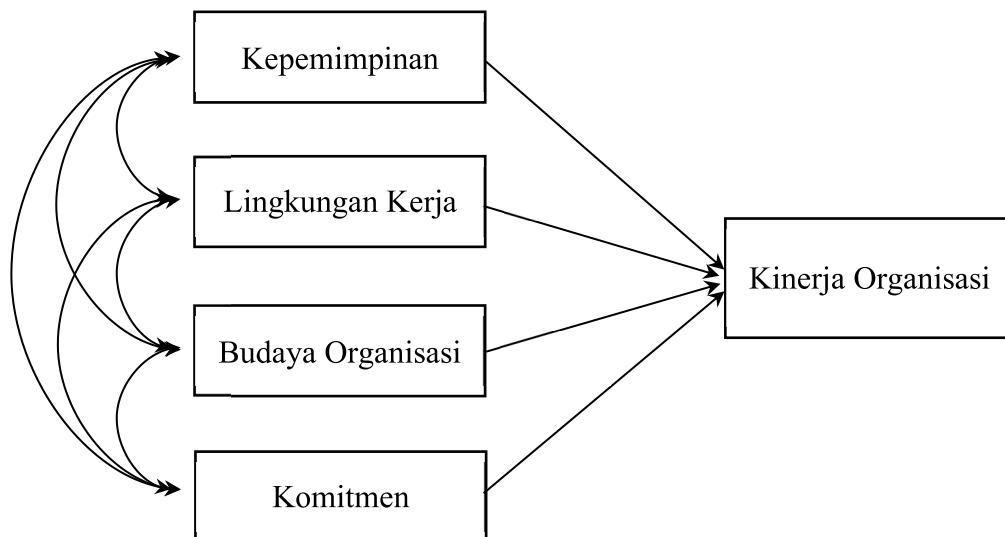 Kepemimpinan
Lingkungan Kerja
Kinerja Organisasi
Budaya Organisasi
Komitmen